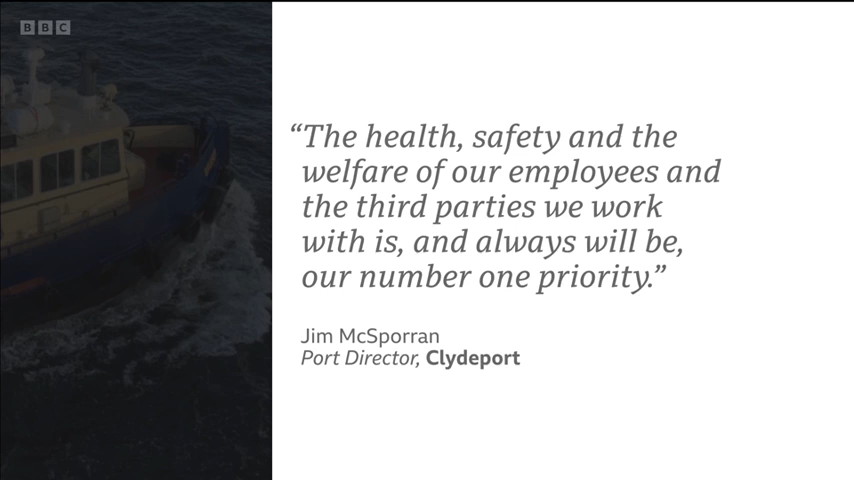 BBC
“The health, safety and the
welfare of our employees and
the third parties we work
with is, and always will be,
our number one priority.”
Jim McSporran
Port Director, Clydeport